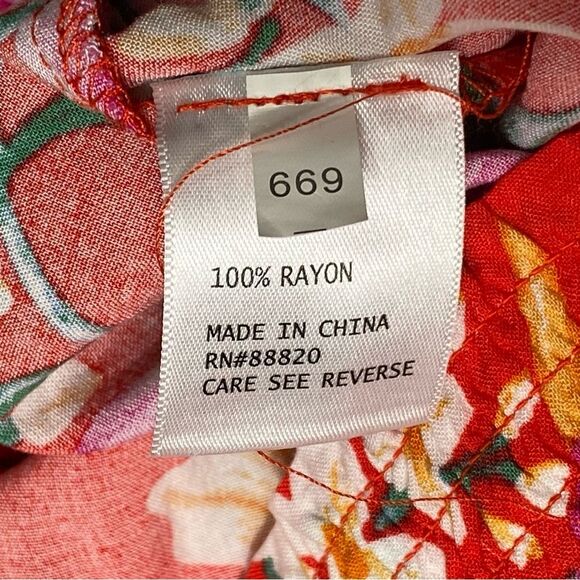 669
100% RAYON
MADE IN CHINA
RN#88820
CARE SEE REVERSE